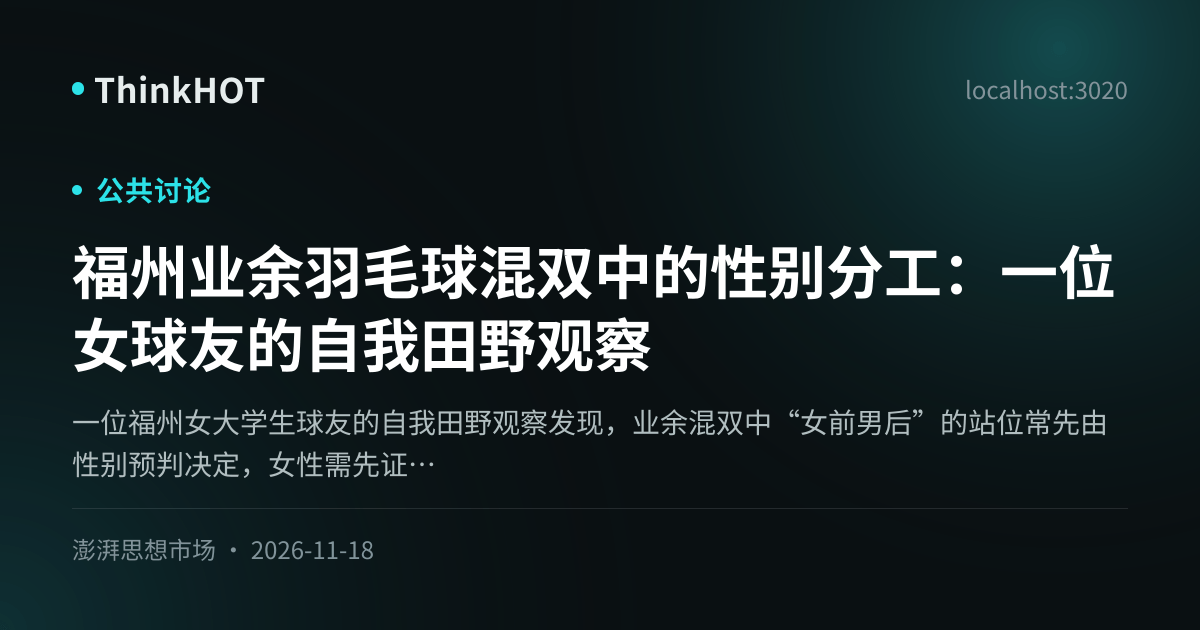 ThinkHOT
localhost:3020
公共讨论
福州业余羽毛球混双中的性别分工：一位
女球友的自我田野观察
一位福州女大学生球友的自我田野观察发现，业余混双中“女前男后”的站位常先由
性别预判决定，女性需先证…
澎湃思想市场 · 2026-11-18